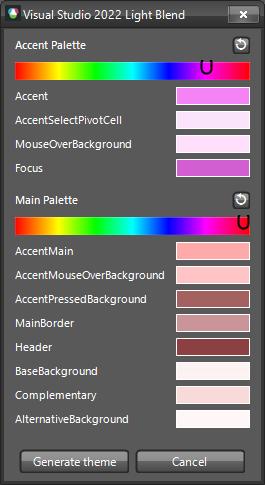 Visual Studio 2022 Light Blend
Accent Palette
Accent
AccentSelectPivotCell
MouseOverBackground
Focus
Main Palette
AccentMain
AccentMouseOverBackground
AccentPressedBackground
MainBorder
Header
BaseBackground
Complementary
AlternativeBackground
Generate theme
Cancel